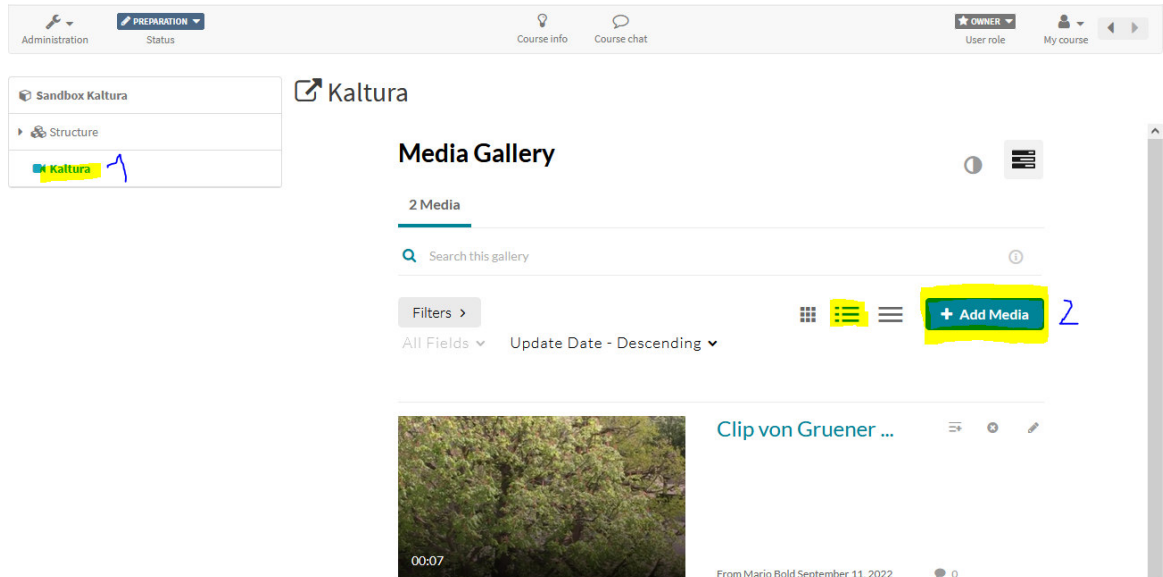 Administration
PREPARATION
Status
Course info
Course chat
OWNER
User role
My course
Sandbox Kaltura
Structure
Kaltura
1
Kaltura
Media Gallery
2 Media
Search this gallery
Filters >
+ Add Media
2
All Fields
Update Date - Descending
Clip von Gruener ...
00:07
From Mario Bold September 11, 2022
0